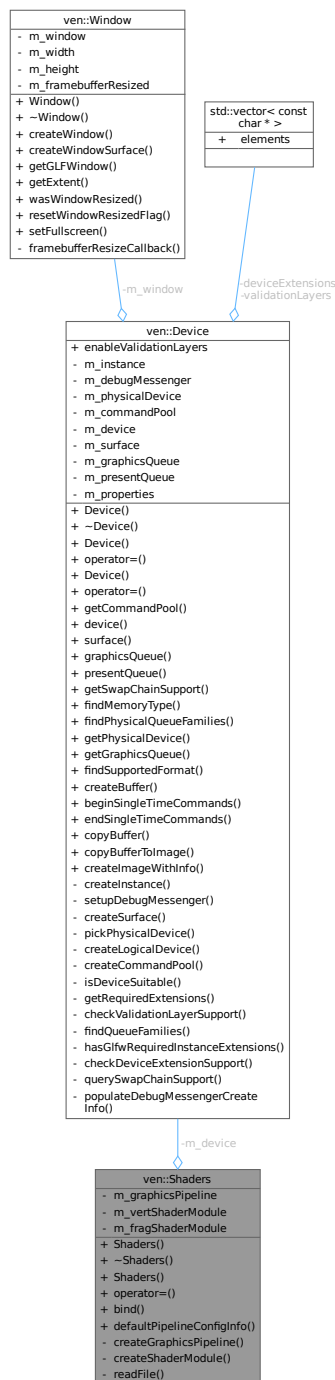 ven::Window
- m_window
- m_width
- m_height
- m_framebufferResized
+ Window()
+ ~Window()
+ createWindow()
+ createWindowSurface()
+ getGLFWindow()
+ getExtent()
+ wasWindowResized()
+ resetWindowResizedFlag()
+ setFullscreen()
- framebufferResizeCallback()
std::vector< const
char * >
+ elements
-m_window
-deviceExtensions
-validationLayers
ven::Device
+ enableValidationLayers
- m_instance
- m_debugMessenger
- m_physicalDevice
- m_commandPool
- m_device
- m_surface
- m_graphicsQueue
- m_presentQueue
- m_properties
+ Device()
+ ~Device()
+ Device()
+ operator=()
+ Device()
+ operator=()
+ getCommandPool()
+ device()
+ surface()
+ graphicsQueue()
+ presentQueue()
+ getSwapChainSupport()
+ findMemoryType()
+ findPhysicalQueueFamilies()
+ getPhysicalDevice()
+ getGraphicsQueue()
+ findSupportedFormat()
+ createBuffer()
+ beginSingleTimeCommands()
+ endSingleTimeCommands()
+ copyBuffer()
+ copyBufferToImage()
+ createImageWithInfo()
- createInstance()
- setupDebugMessenger()
- createSurface()
- pickPhysicalDevice()
- createLogicalDevice()
- createCommandPool()
- isDeviceSuitable()
- getRequiredExtensions()
- checkValidationLayerSupport()
- findQueueFamilies()
- hasGlfwRequiredInstanceExtensions()
- checkDeviceExtensionSupport()
- querySwapChainSupport()
- populateDebugMessengerCreate
Info()
-m_device
ven::Shaders
- m_graphicsPipeline
- m_vertShaderModule
- m_fragShaderModule
+ Shaders()
+ ~Shaders()
+ Shaders()
+ operator=()
+ bind()
+ defaultPipelineConfigInfo()
- createGraphicsPipeline()
- createShaderModule()
- readFile()